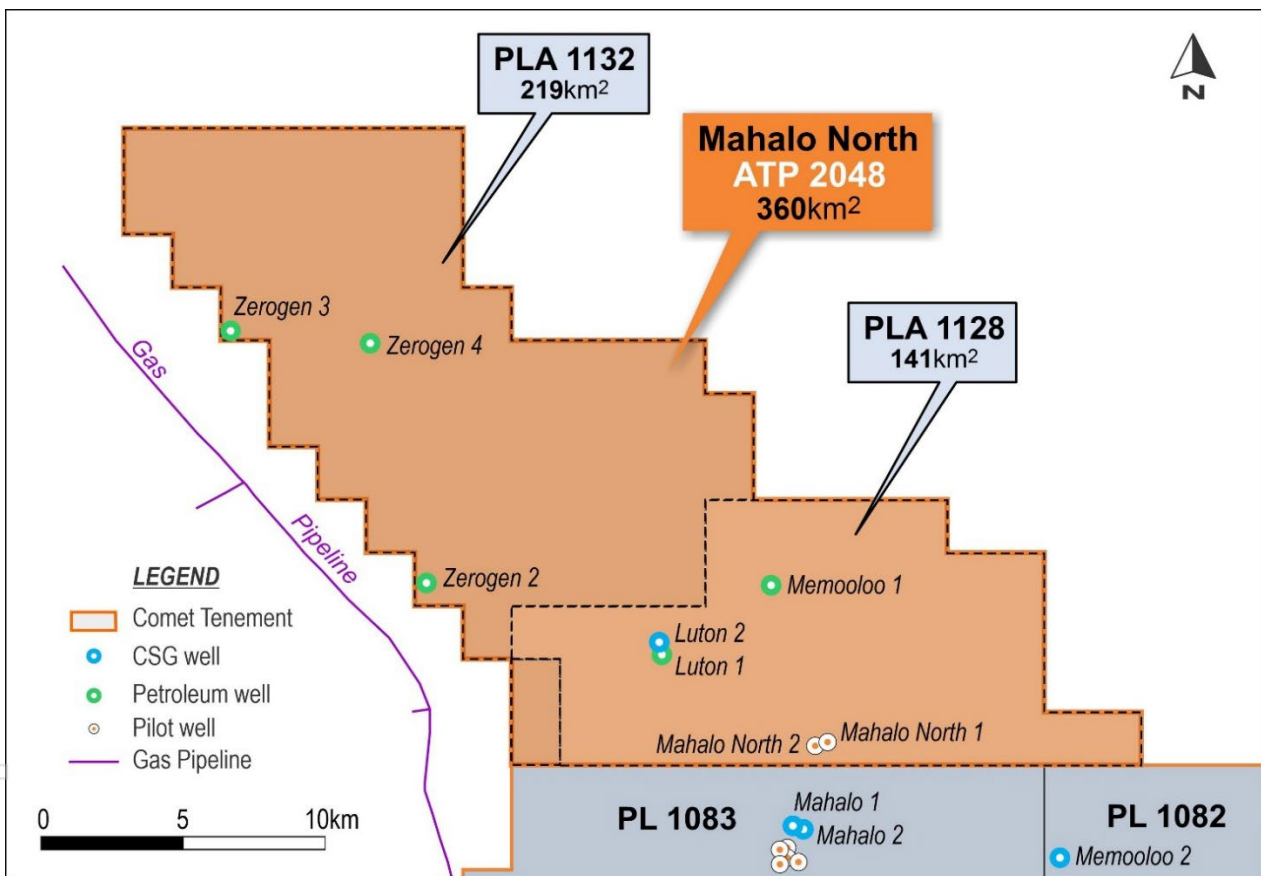 PLA 1132
219km²
N
Mahalo North
ATP 2048
360km²
PLA 1128
141km²
Zerogen 3
Zerogen 4
Gas
Pipeline
Zerogen 2
Memooloo 1
Luton 2
Luton 1
Mahalo North 2
Mahalo North 1
LEGEND
Comet Tenement
CSG well
Petroleum well
Pilot well
Gas Pipeline
0 5 10km
PL 1083
Mahalo 1
Mahalo 2
PL 1082
Memooloo 2